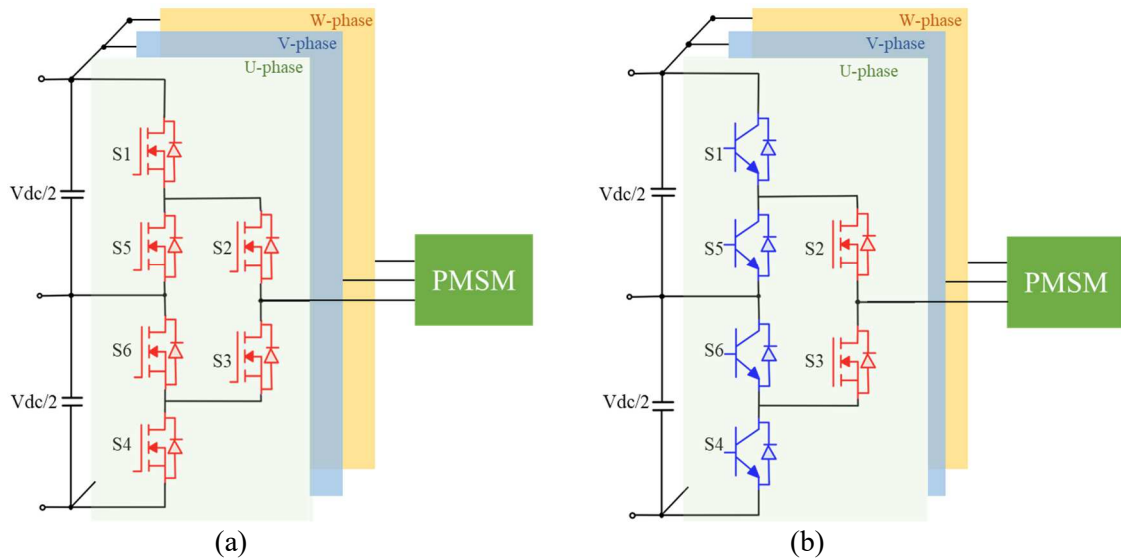 W-phase
V-phase
U-phase
S1
Vdc/2
S5
S2
PMSM
S6
S3
Vdc/2
S4
(a)
W-phase
V-phase
U-phase
S1
Vdc/2
S5
S2
PMSM
S6
S3
Vdc/2
S4
(b)